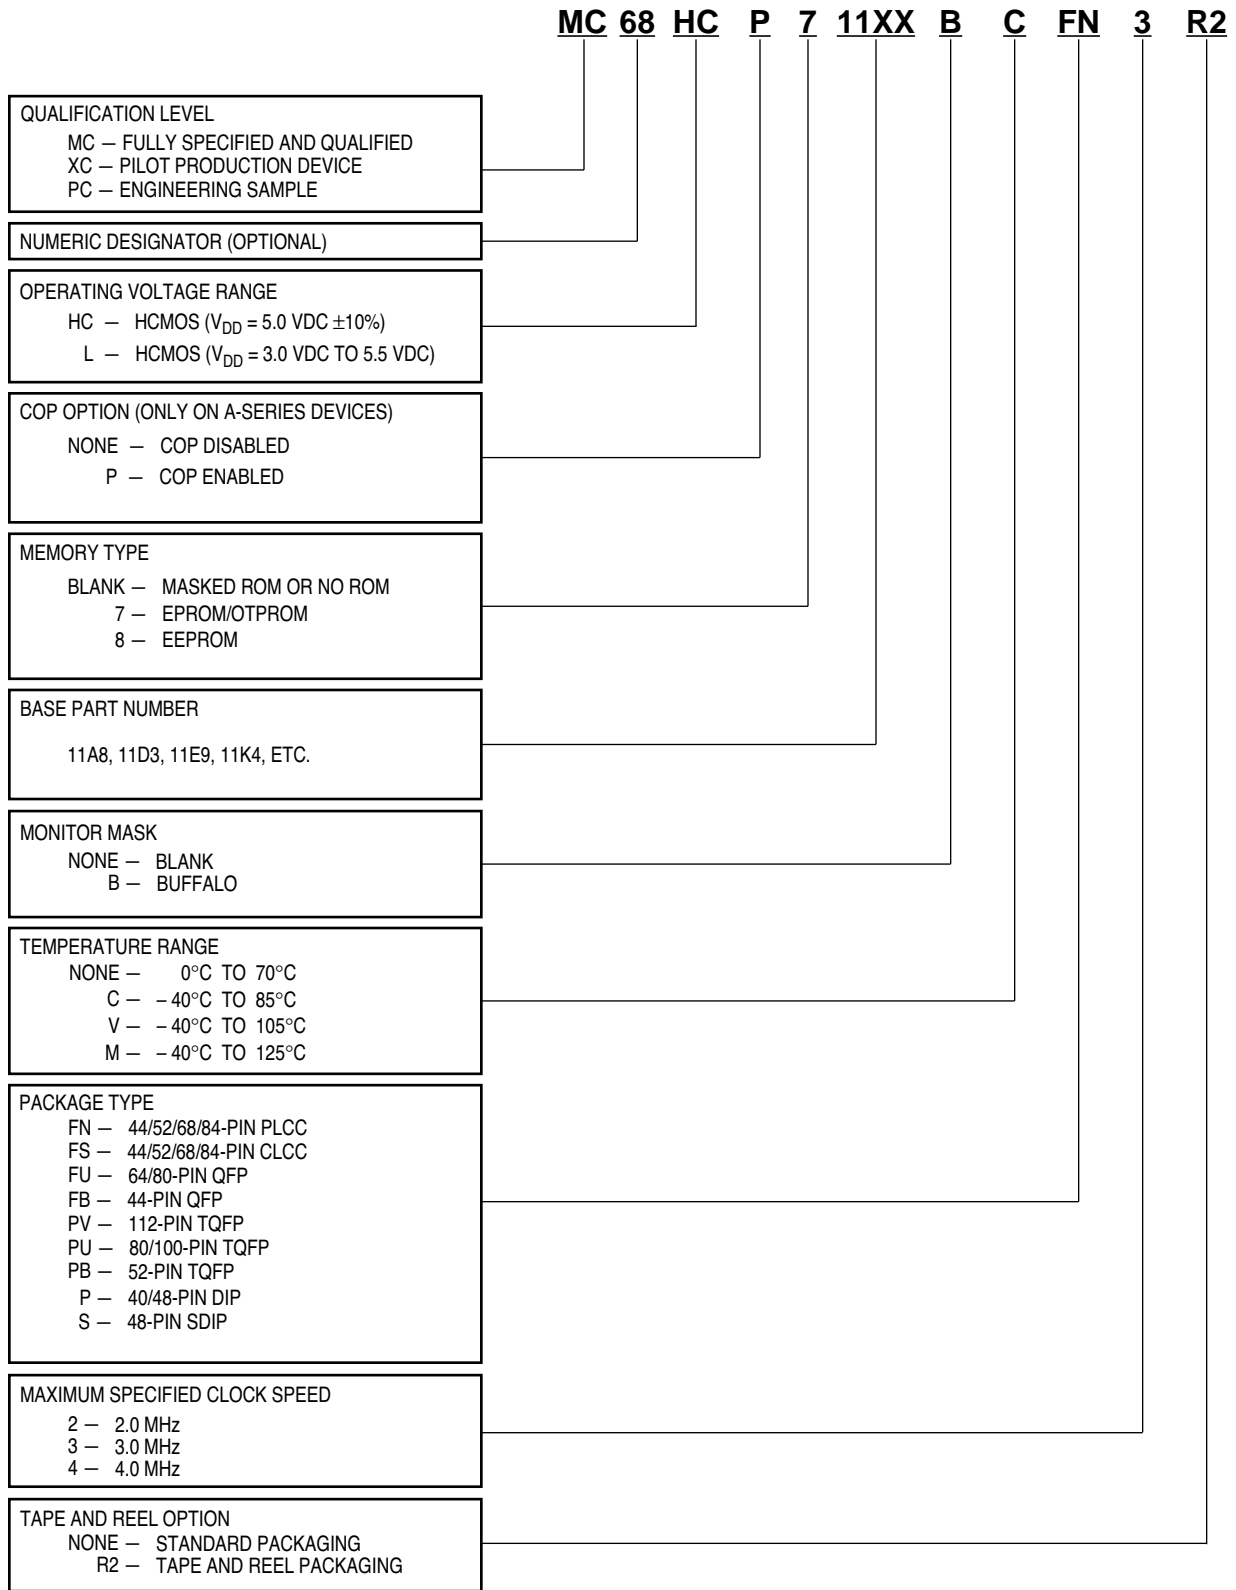 MC 68 HC P 7 11XX B C FN 3 R2
QUALIFICATION LEVEL
MC — FULLY SPECIFIED AND QUALIFIED
XC — PILOT PRODUCTION DEVICE
PC — ENGINEERING SAMPLE
NUMERIC DESIGNATOR (OPTIONAL)
OPERATING VOLTAGE RANGE
HC — HCMOS (VDD = 5.0 VDC ±10%)
L — HCMOS (VDD = 3.0 VDC TO 5.5 VDC)
COP OPTION (ONLY ON A-SERIES DEVICES)
NONE — COP DISABLED
P — COP ENABLED
MEMORY TYPE
BLANK — MASKED ROM OR NO ROM
7 — EPROM/OTPROM
8 — EEPROM
BASE PART NUMBER
11A8, 11D3, 11E9, 11K4, ETC.
MONITOR MASK
NONE — BLANK
B — BUFFALO
TEMPERATURE RANGE
NONE — 0°C TO 70°C
C — – 40°C TO 85°C
V — – 40°C TO 105°C
M — – 40°C TO 125°C
PACKAGE TYPE
FN — 44/52/68/84-PIN PLCC
FS — 44/52/68/84-PIN CLCC
FU — 64/80-PIN QFP
FB — 44-PIN QFP
PV — 112-PIN TQFP
PU — 80/100-PIN TQFP
PB — 52-PIN TQFP
P — 40/48-PIN DIP
S — 48-PIN SDIP
MAXIMUM SPECIFIED CLOCK SPEED
2 — 2.0 MHz
3 — 3.0 MHz
4 — 4.0 MHz
TAPE AND REEL OPTION
NONE — STANDARD PACKAGING
R2 — TAPE AND REEL PACKAGING